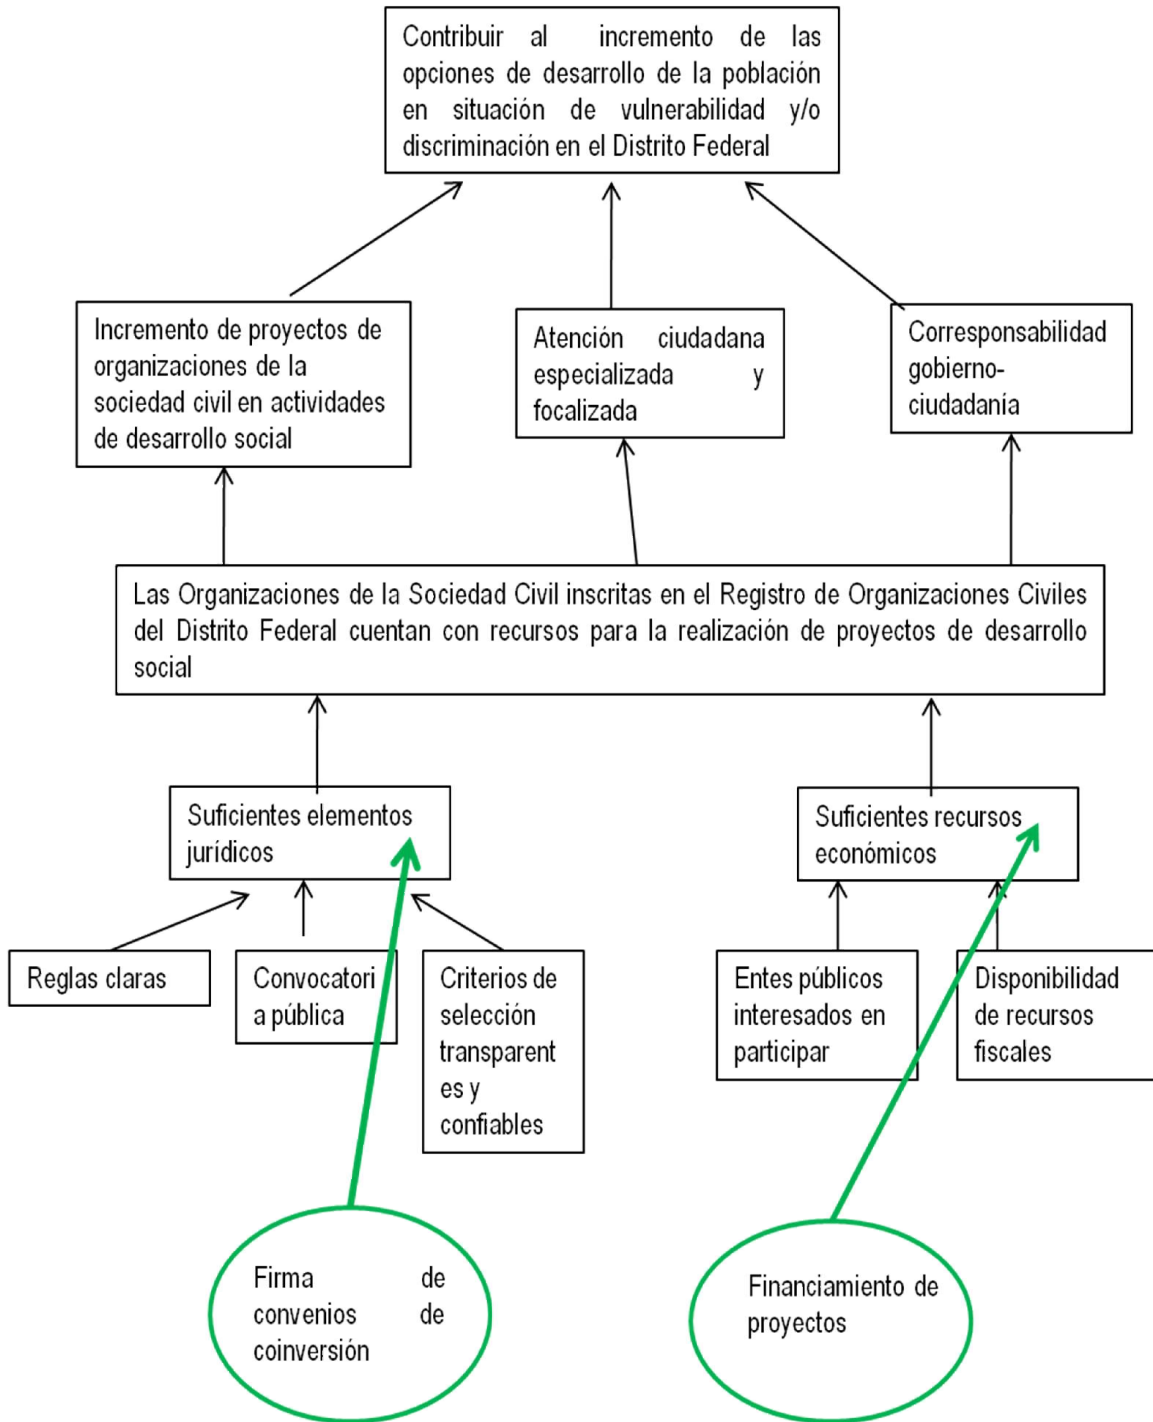 Contribuir al incremento de las
opciones de desarrollo de la población
en situación de vulnerabilidad y/o
discriminación en el Distrito Federal
Incremento de proyectos de
organizaciones de la
sociedad civil en actividades
de desarrollo social
Atención ciudadana
especializada y
focalizada
Corresponsabilidad
gobierno-
ciudadanía
Las Organizaciones de la Sociedad Civil inscritas en el Registro de Organizaciones Civiles
del Distrito Federal cuentan con recursos para la realización de proyectos de desarrollo
social
Suficientes elementos
jurídicos
Suficientes recursos
económicos
Reglas claras
Convocatori
a pública
Criterios de
selección
transparent
es y
confiables
Entes públicos
interesados en
participar
Disponibilidad
de recursos
fiscales
Firma de
convenios de
coinversión
Financiamiento de
proyectos